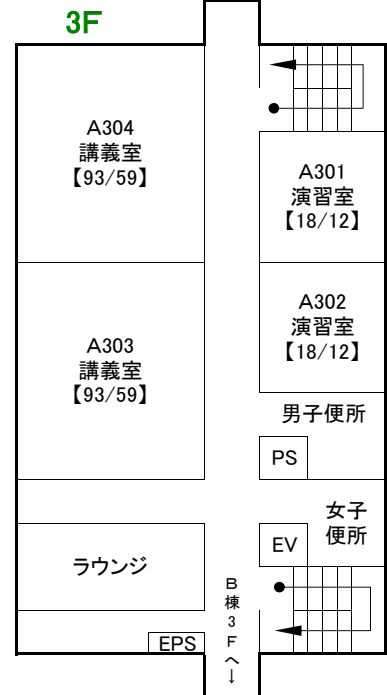 3F
A304
講義室
【93/59】
A301
演習室
【18/12】
A302
演習室
【18/12】
A303
講義室
【93/59】
男子便所
PS
女子
便所
EV
ラウンジ
B棟3Fへ↓
EPS